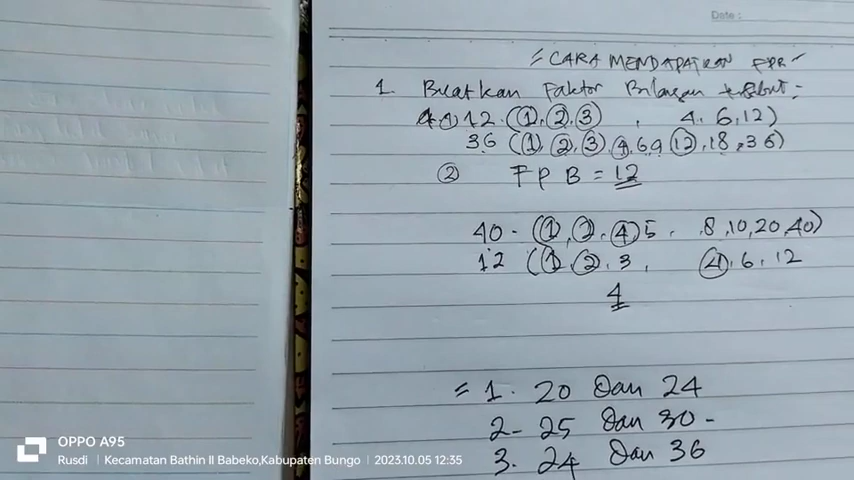 Date :
= CARA MENDAPATKAN FPB =
1. Buatkan Faktor Bilangan tersebut :
12. (1, 2, 3, 4, 6, 12)
36 (1, 2, 3, 4, 6, 9, 12, 18, 36)
② FPB = 12
40 - (1, 2, 4, 5, 8, 10, 20, 40)
12 (1, 2, 3, 4, 6, 12
4
= 1. 20 Dan 24
2- 25 Dan 30 -
3. 24 Dan 36
OPPO A95
Rusdi | Kecamatan Bathin II Babeko,Kabupaten Bungo | 2023.10.05 12:35